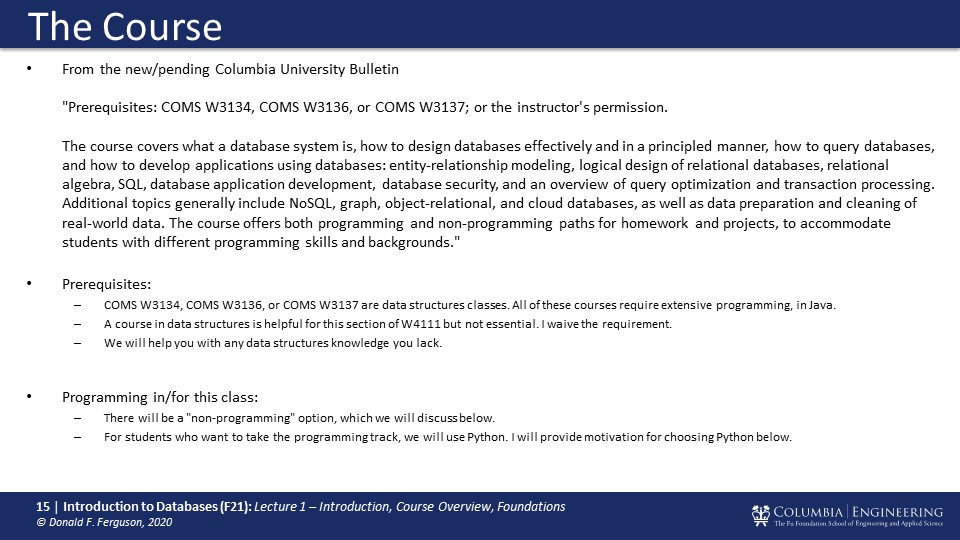 The Course
• From the new/pending Columbia University Bulletin
"Prerequisites: COMS W3134, COMS W3136, or COMS W3137; or the instructor's permission.
The course covers what a database system is, how to design databases effectively and in a principled manner, how to query databases,
and how to develop applications using databases: entity-relationship modeling, logical design of relational databases, relational
algebra, SQL, database application development, database security, and an overview of query optimization and transaction processing.
Additional topics generally include NoSQL, graph, object-relational, and cloud databases, as well as data preparation and cleaning of
real-world data. The course offers both programming and non-programming paths for homework and projects, to accommodate
students with different programming skills and backgrounds."
• Prerequisites:
– COMS W3134, COMS W3136, or COMS W3137 are data structures classes. All of these courses require extensive programming, in Java.
– A course in data structures is helpful for this section of W4111 but not essential. I waive the requirement.
– We will help you with any data structures knowledge you lack.
• Programming in/for this class:
– There will be a "non-programming" option, which we will discuss below.
– For students who want to take the programming track, we will use Python. I will provide motivation for choosing Python below.
15 | Introduction to Databases (F21): Lecture 1 – Introduction, Course Overview, Foundations
© Donald F. Ferguson, 2020
COLUMBIA | ENGINEERING
The Fu Foundation School of Engineering and Applied Science